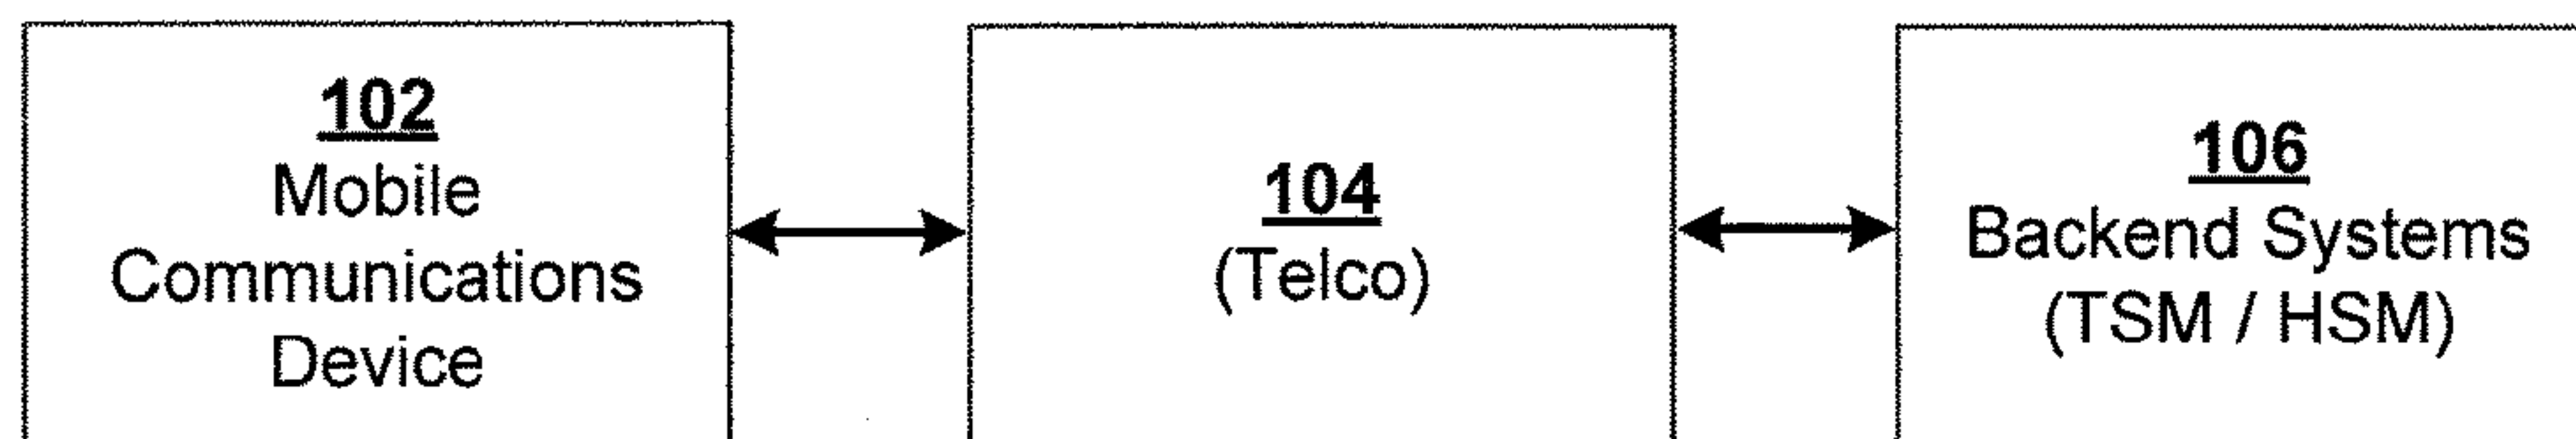 102
Mobile
Communications
Device
104
(Telco)
106
Backend Systems
(TSM / HSM)